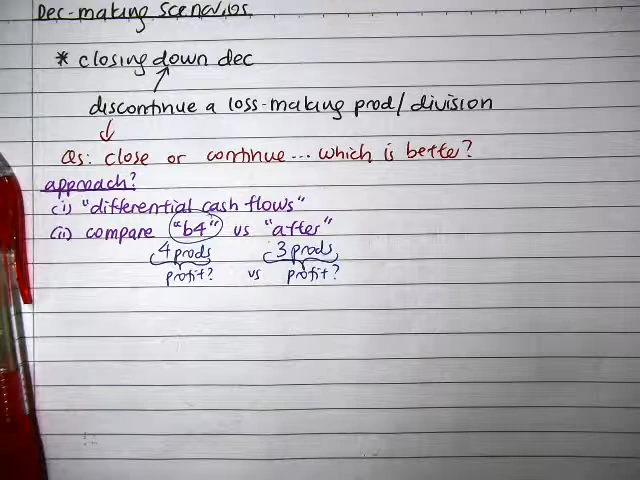 Dec-making scenarios
* closing down dec
discontinue a loss-making prod/division
Qs: close or continue... which is better?
approach?
(i) "differential cash flows"
(ii) compare "b4" vs "after"
4 prods 3 prods
profit? vs profit?